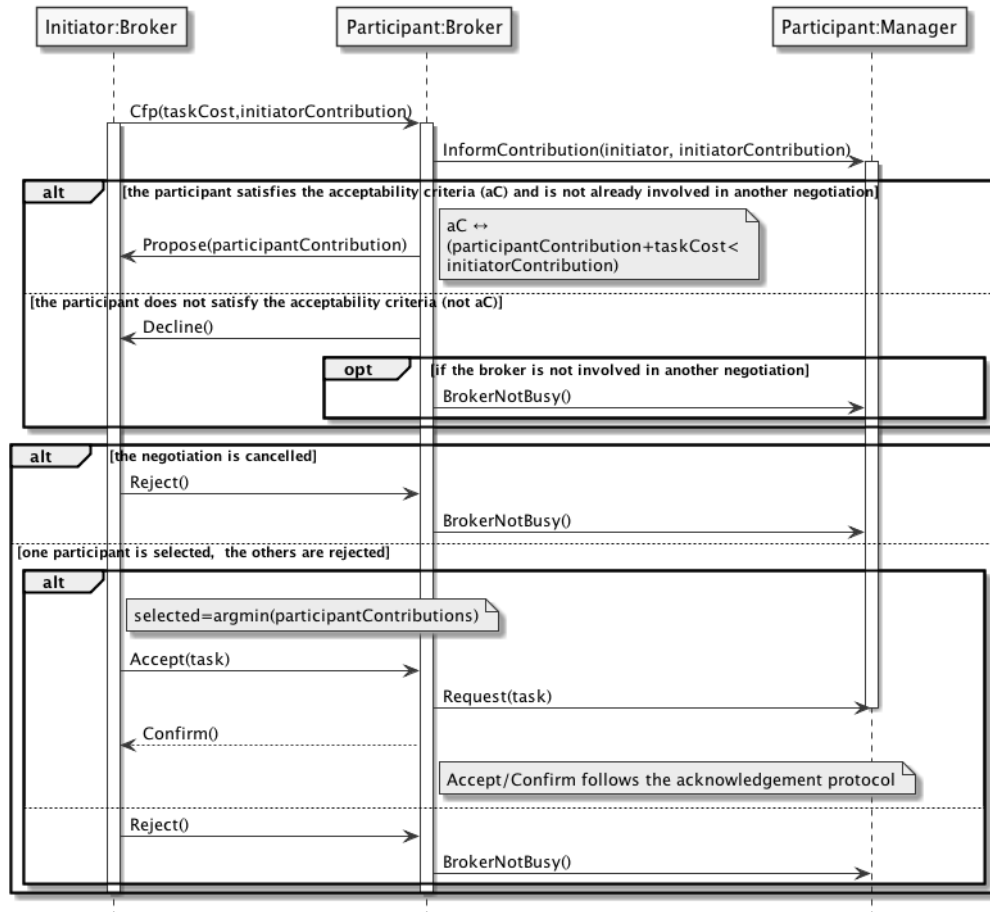 Initiator:Broker
Participant:Broker
Participant:Manager
Cfp(taskCost,initiatorContribution)
InformContribution(initiator, initiatorContribution)
alt
[the participant satisfies the acceptability criteria (aC) and is not already involved in another negotiation]
aC ↔
(participantContribution+taskCost<
initiatorContribution)
Propose(participantContribution)
[the participant does not satisfy the acceptability criteria (not aC)]
Decline()
opt
[if the broker is not involved in another negotiation]
BrokerNotBusy()
alt
[the negotiation is cancelled]
Reject()
BrokerNotBusy()
[one participant is selected,  the others are rejected]
alt
selected=argmin(participantContributions)
Accept(task)
Request(task)
Confirm()
Accept/Confirm follows the acknowledgement protocol
Reject()
BrokerNotBusy()